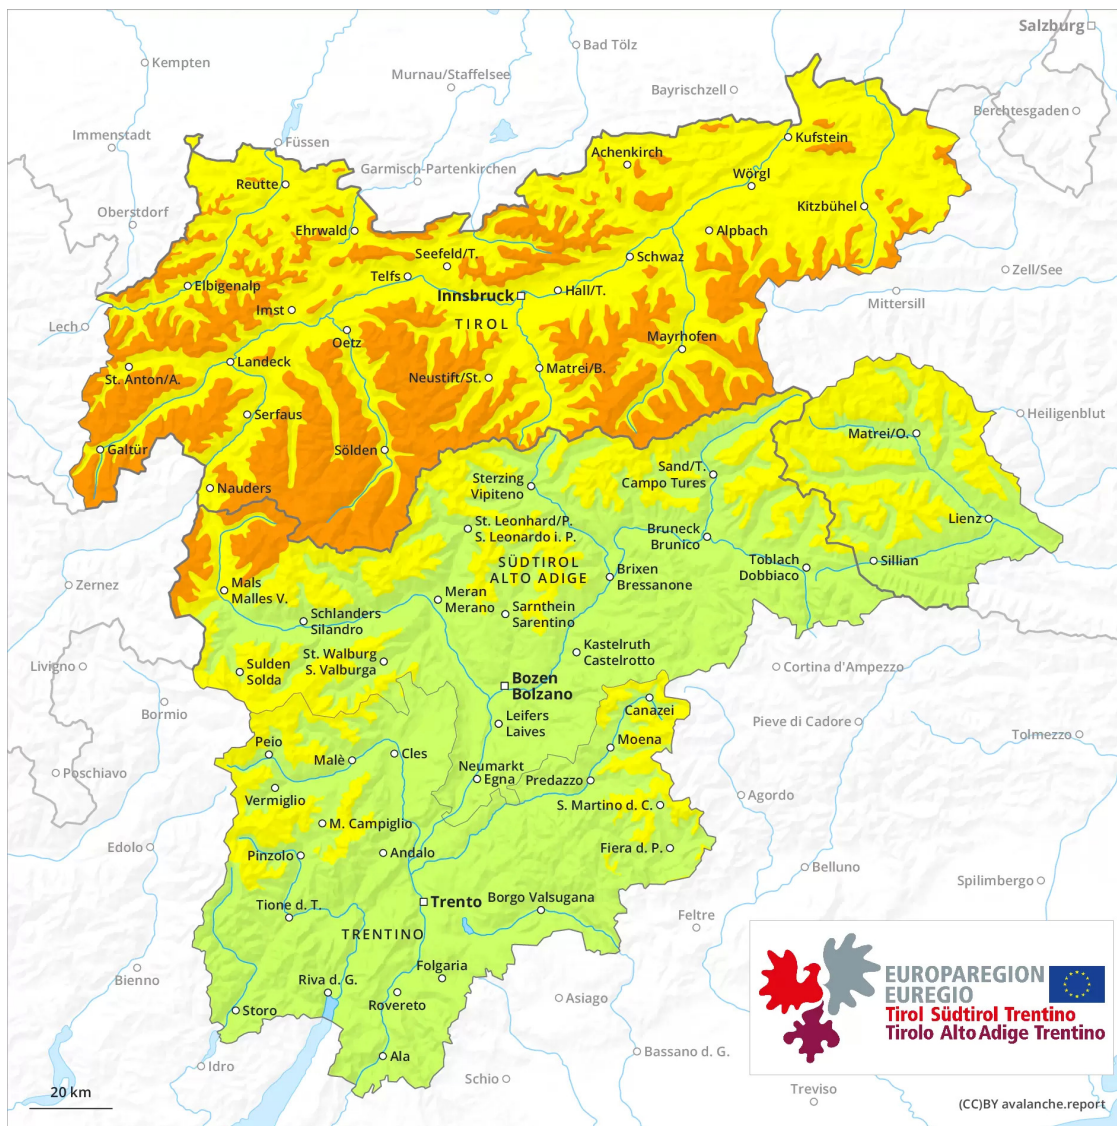 Salzburg
Bad Tölz
Kempten
Murnau/Staffelsee
Bayrischzell
Berchtesgaden
Immenstadt
Füssen
Kufstein
Achenkirch
Garmisch-Partenkirchen
Wörgl
Reutte
Kitzbühel
Oberstdorf
Ehrwald
Alpbach
Seefeld/T.
Schwaz
Zell/See
Telfs
Elbigenalp
Hall/T.
Innsbruck
Mittersill
Imst
TIROL
Lech
Oetz
Mayrhofen
Landeck
Matrei/B.
St. Anton/A.
Neustift/St.
Serfaus
Heiligenblut
Matrei/O.
Galtür
Sölden
Sand/T.
Campo Tures
Sterzing
Vipiteno
Nauders
Lienz
St. Leonhard/P.
S. Leonardo i. P.
Bruneck
Brunico
SÜDTIROL
ALTO ADIGE
Toblach
Dobbiaco
Sillian
Brixen
Bressanone
Zernez
Mals
Malles V.
Meran
Merano
Sarnthein
Sarentino
Schlanders
Silandro
Kastelruth
Castelrotto
St. Walburg
S. Valburga
Livigno
Sulden
Solda
Cortina d'Ampezzo
Bozen
Bolzano
Canazei
Bormio
Leifers
Laives
Pieve di Cadore
Tolmezzo
Moena
Peio
Cles
Malè
Poschiavo
Neumarkt
Egna
Predazzo
Vermiglio
Agordo
S. Martino d. C.
M. Campiglio
Edolo
Pinzolo
Andalo
Fiera d. P.
Belluno
Spilimbergo
Trento
Borgo Valsugana
Tione d. T.
Feltre
TRENTINO
Bienno
Folgaria
Riva d. G.
Rovereto
Asiago
Storo
Ala
Bassano d. G.
Idro
Schio
Treviso
EUROPAREGION
EUREGIO
Tirol Südtirol Trentino
Tirolo Alto Adige Trentino
20 km
(CC)BY avalanche.report